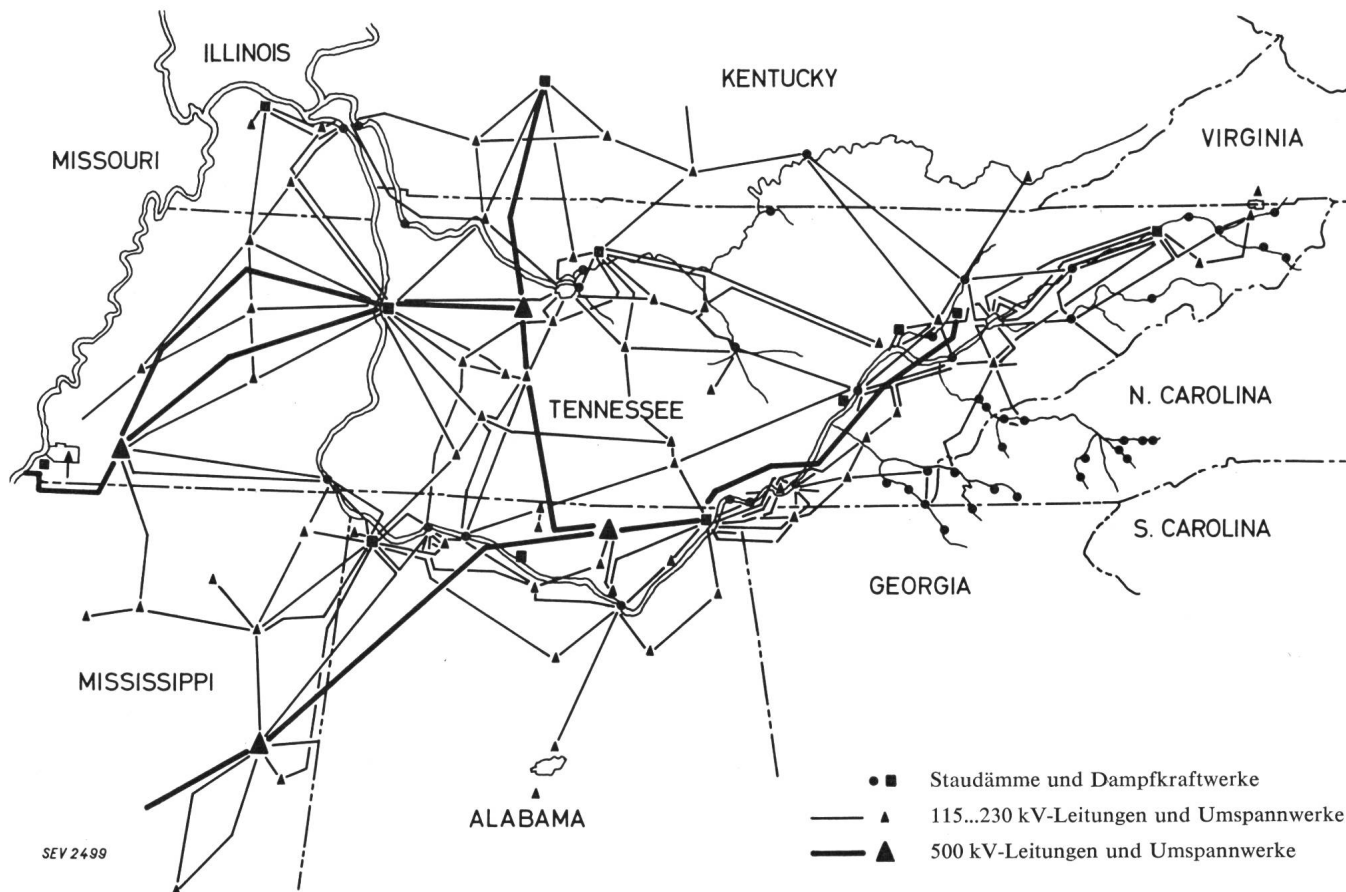 ILLINOIS
KENTUCKY
VIRGINIA
MISSOURI
TENNESSEE
N. CAROLINA
S. CAROLINA
GEORGIA
MISSISSIPPI
ALABAMA
Staudämme und Dampfkraftwerke
115...230 kV-Leitungen und Umspannwerke
500 kV-Leitungen und Umspannwerke
SEV 2499